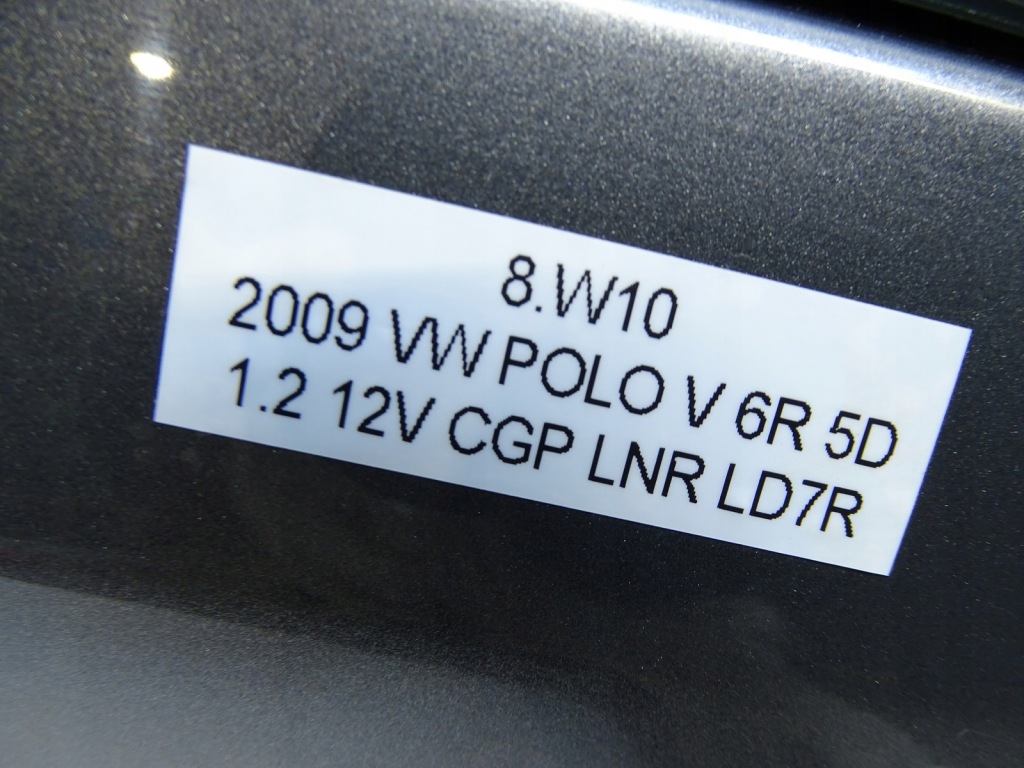 8.W10
2009 VW POLO V 6R 5D
1.2 12V CGP LNR LD7R